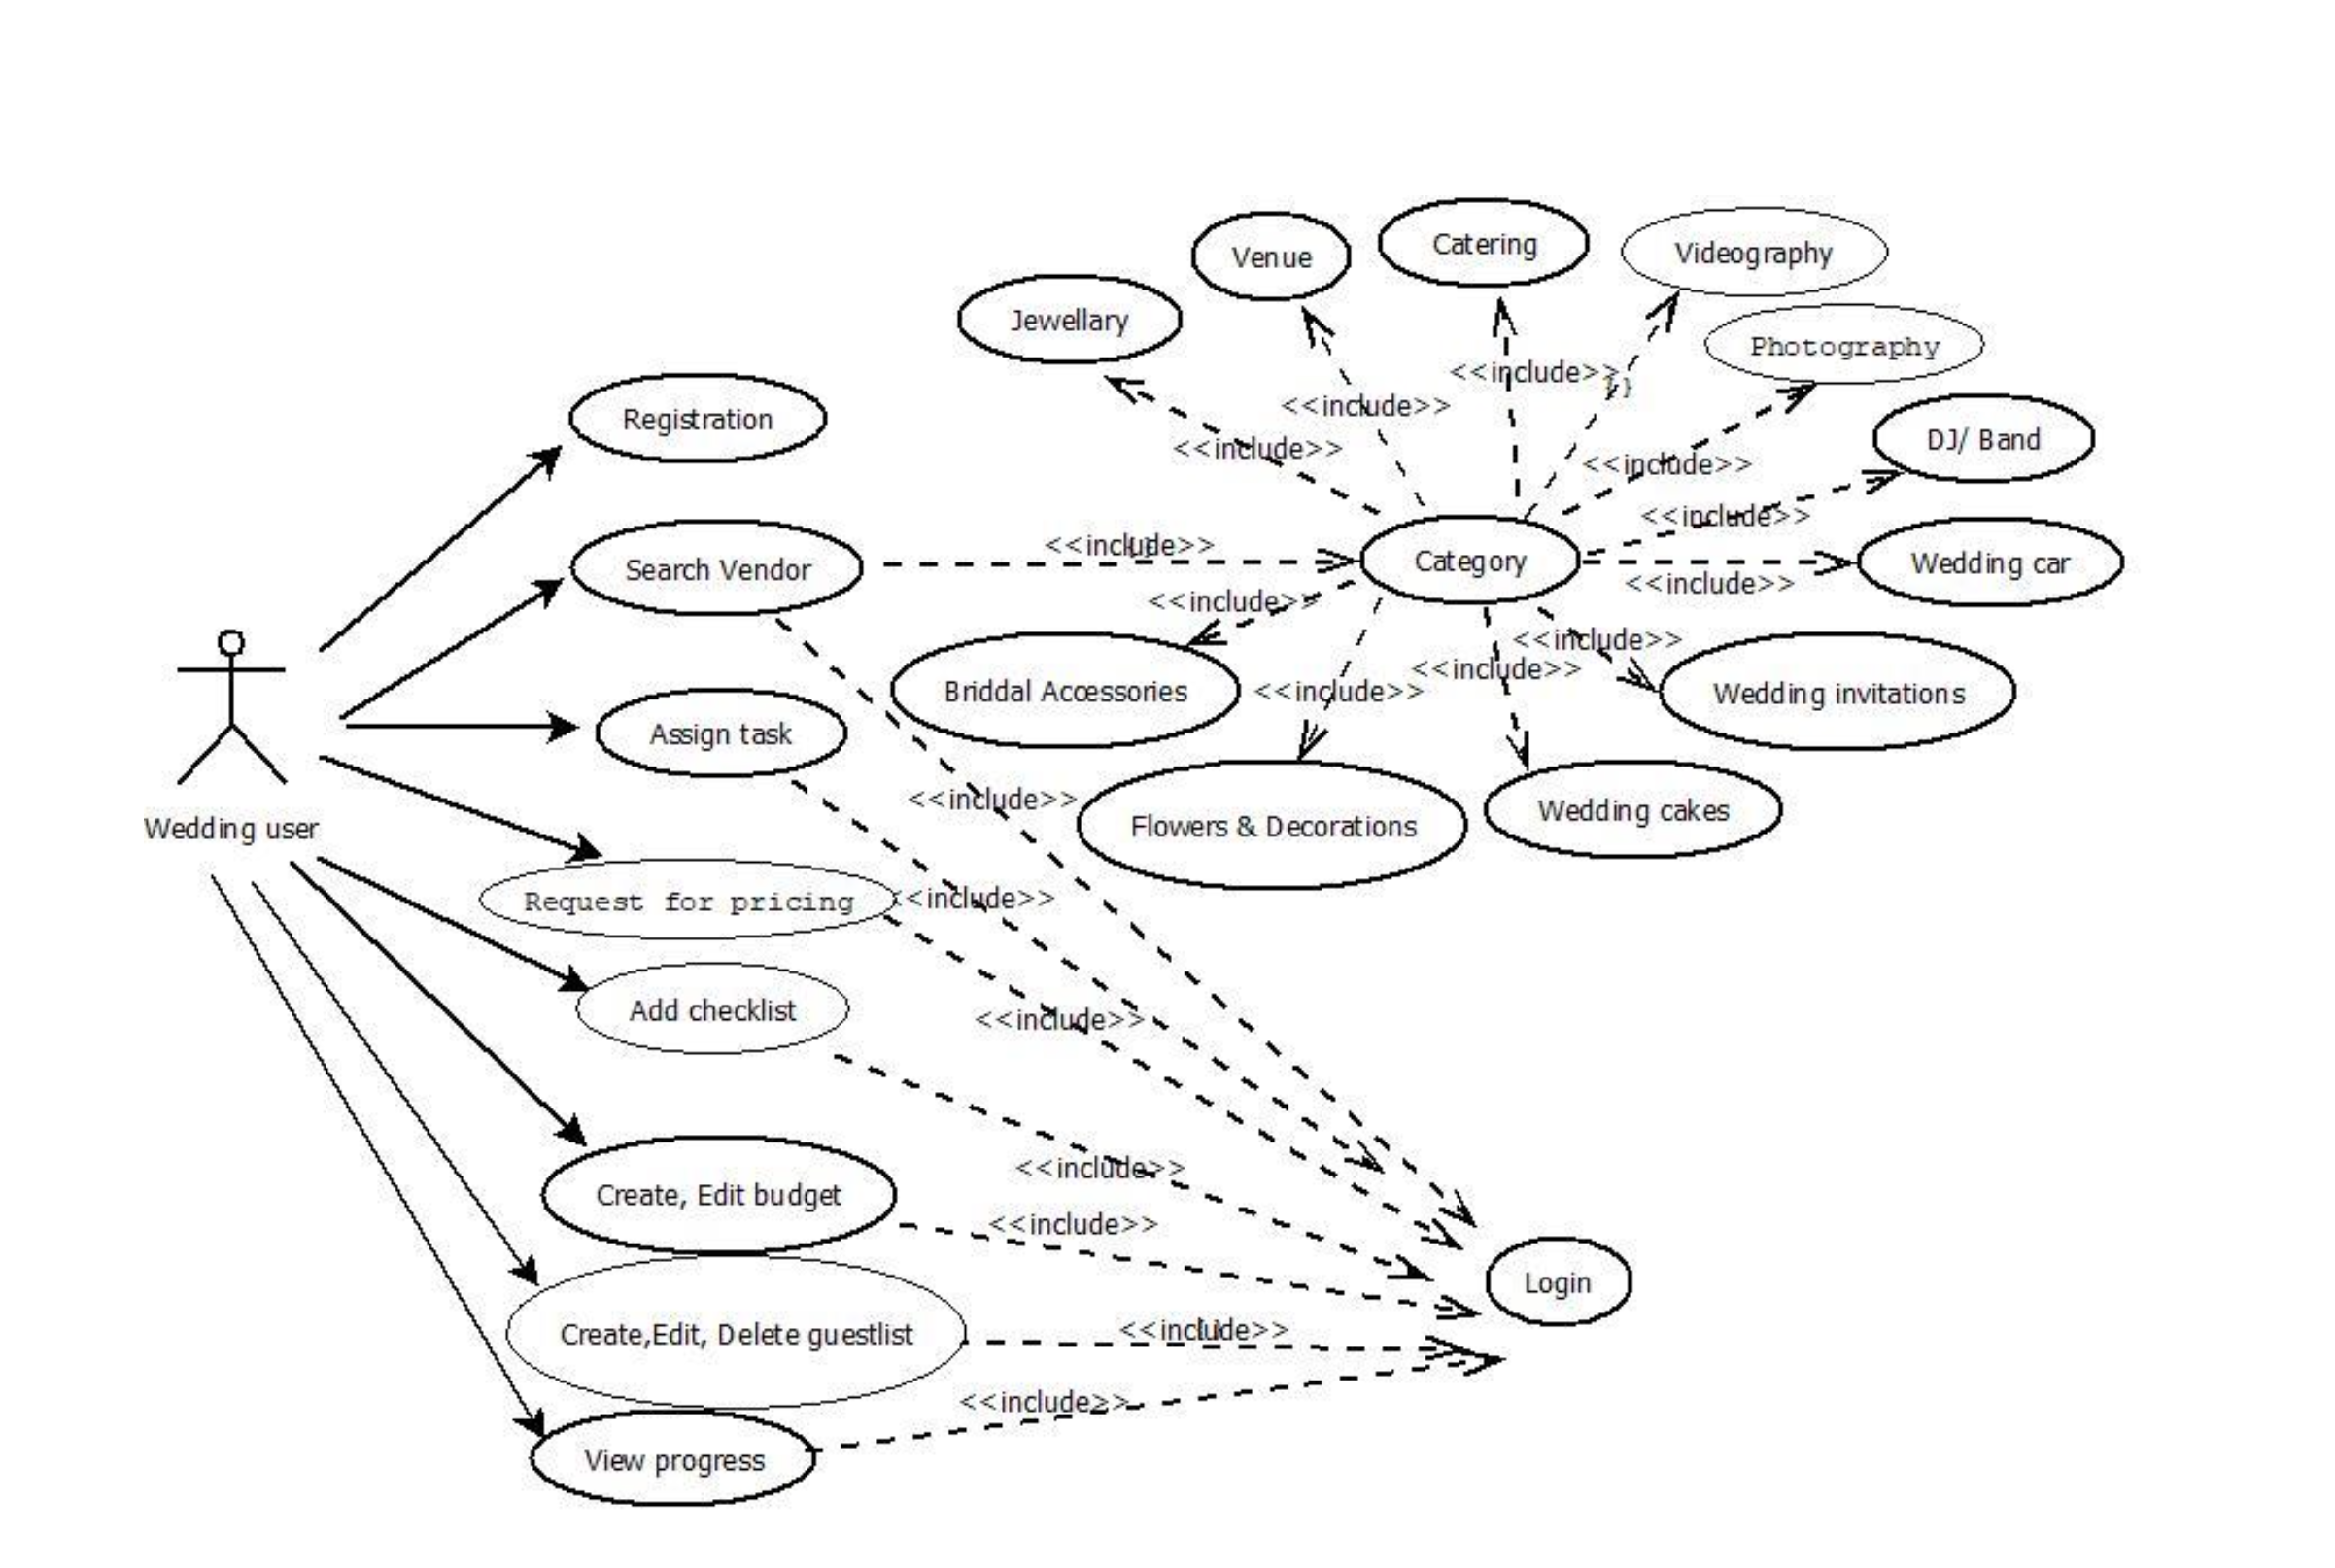 Venue
Catering
Videography
Jewellary
Photography
<<include>>
}}
<<include>>
Registration
DJ/ Band
<<include>>
<<include>>
<<include>>
<<include>>
Search Vendor
Category
Wedding car
<<include>>
<<include>>
<<include>>
<<include>>
Briddal Accessories
<<include>>
Wedding invitations
Assign task
<<include>>
Wedding cakes
Wedding user
Flowers & Decorations
Request for pricing
<<include>>
Add checklist
<<include>>
<<include>>
Create, Edit budget
<<include>>
Login
Create,Edit, Delete guestlist
<<include>>
<<include>>
View progress